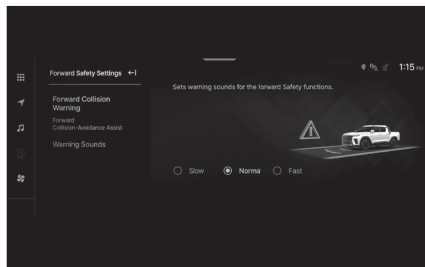 Forward Safety Settings
1:15 PM
Sets warning sounds for the lorward Safety functions.
Forward Collision
Warning
Forward
Collision-Avoidance Assist
Warning Sounds
Slow
Norma
Fast